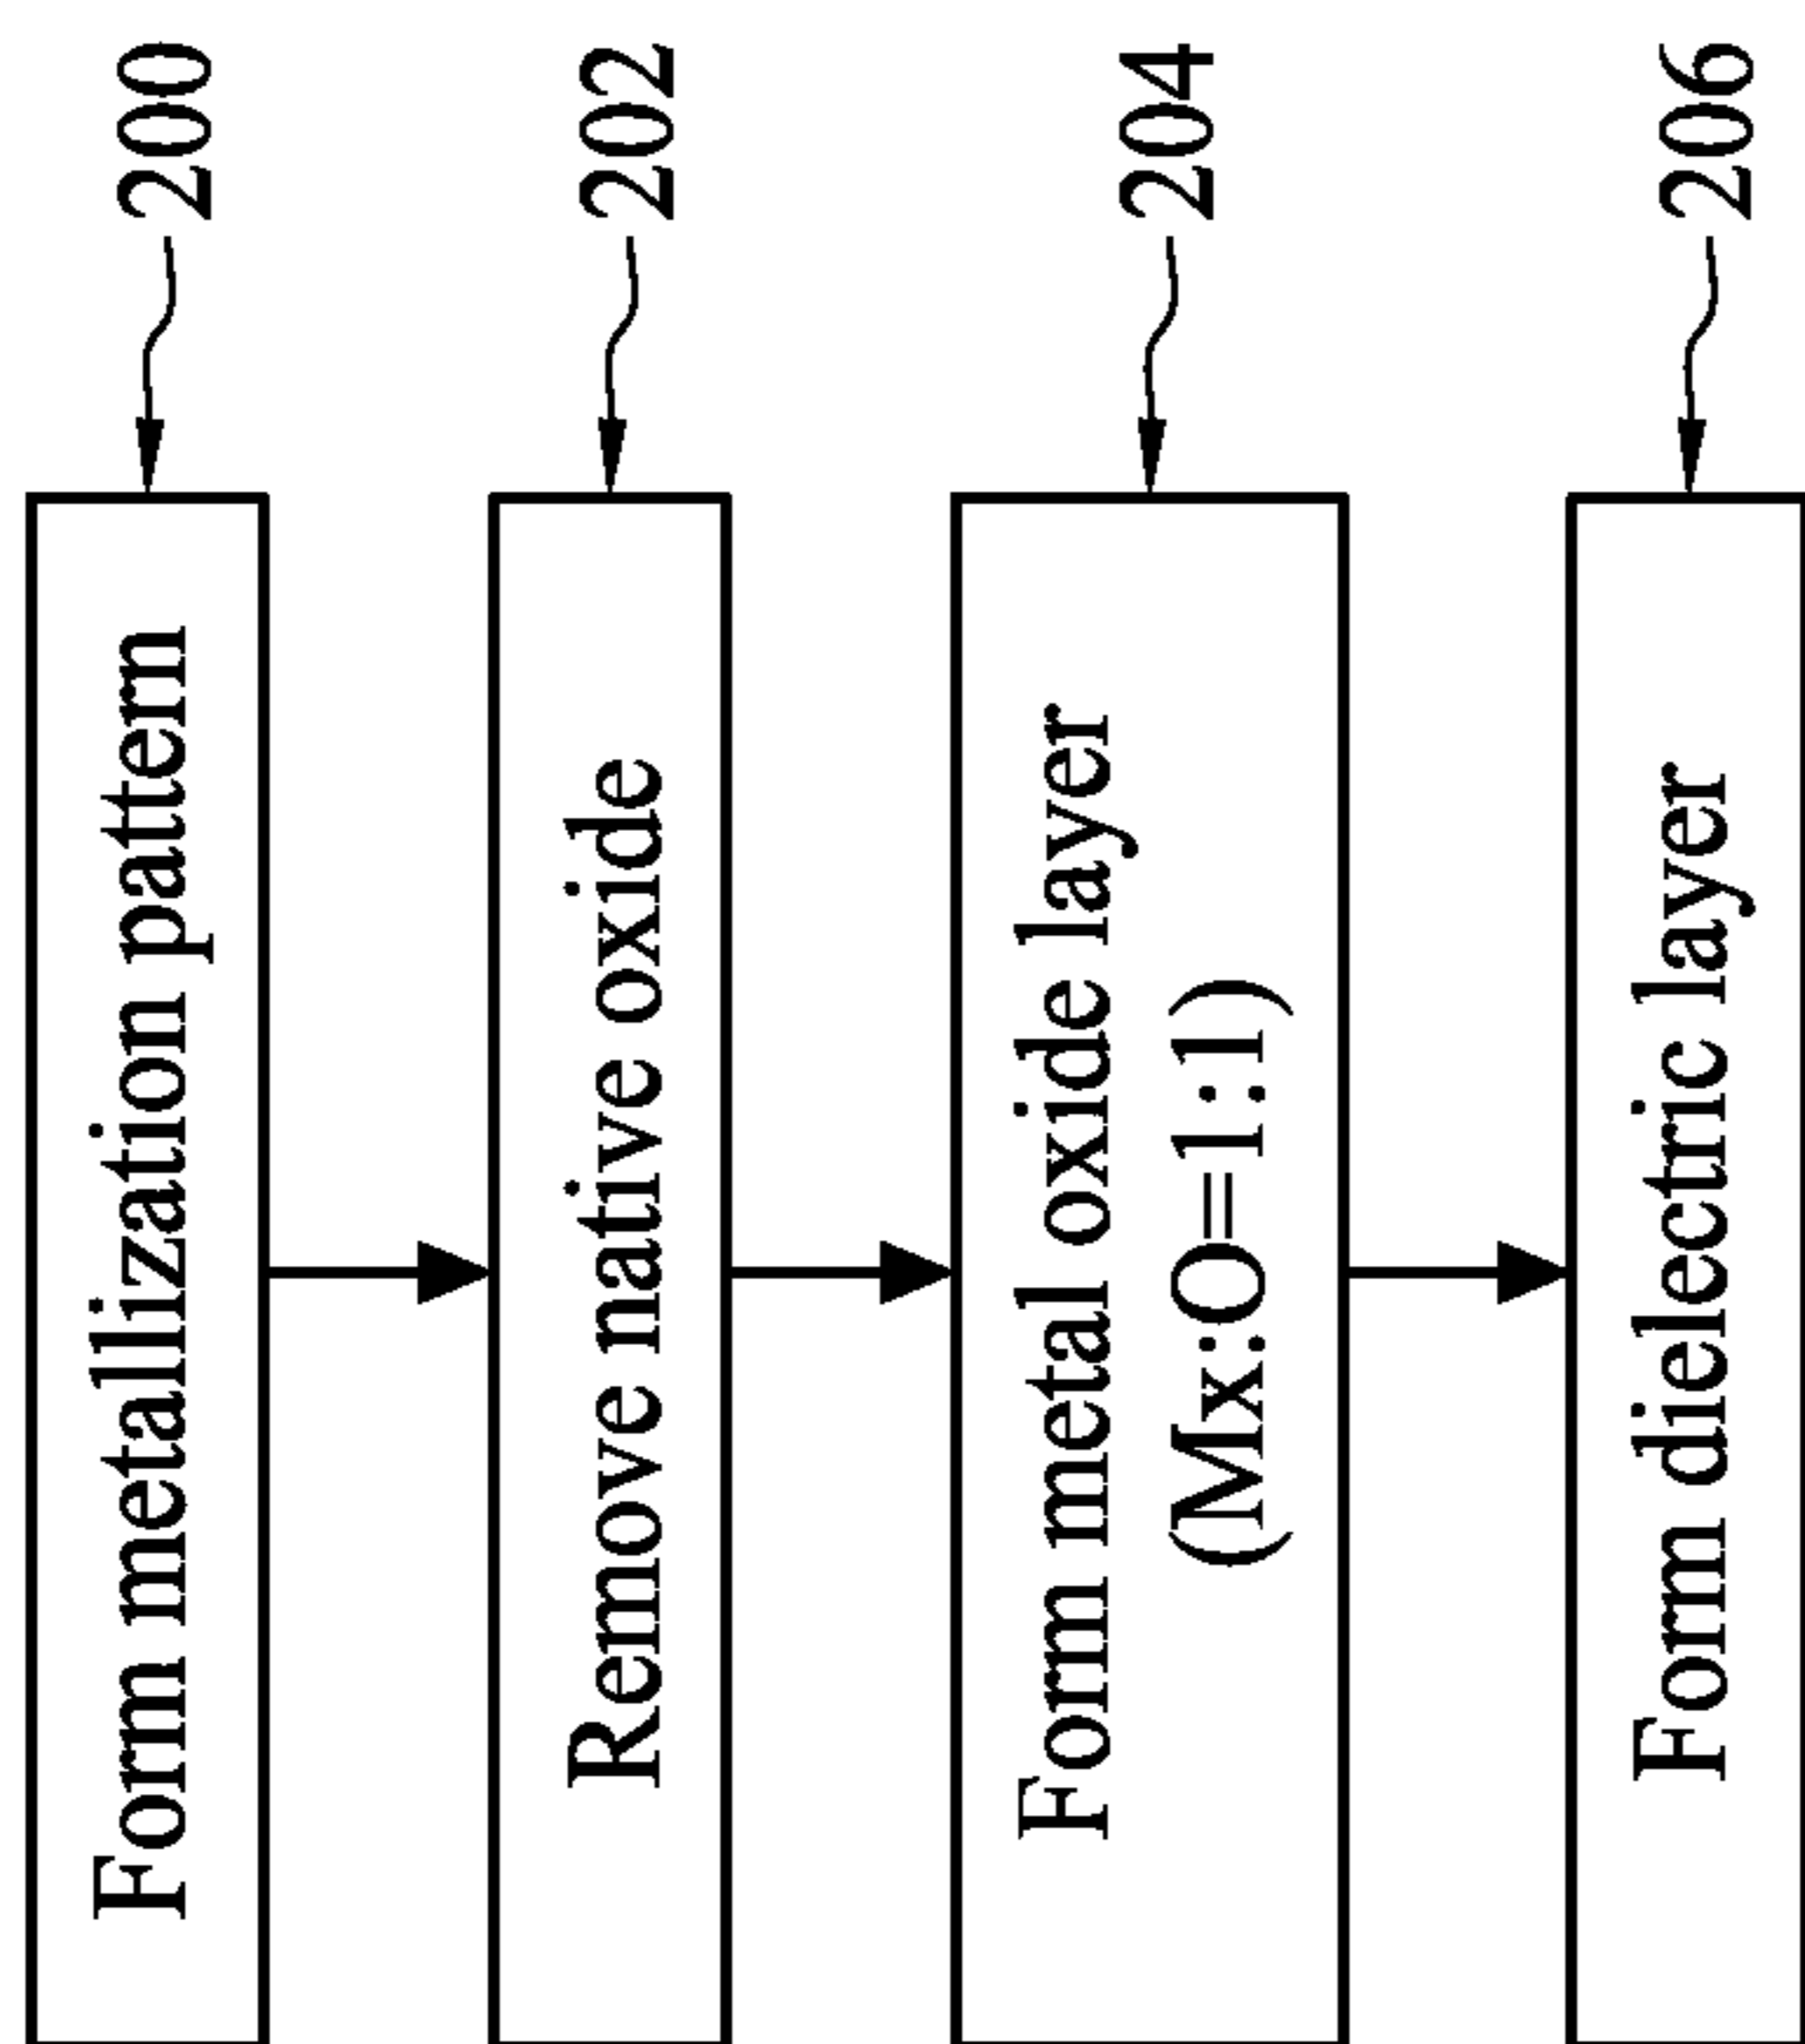 Form metallization pattern
200
Remove native oxide
202
Form metal oxide layer
(Mx:O=1:1)
204
Form dielectric layer
206